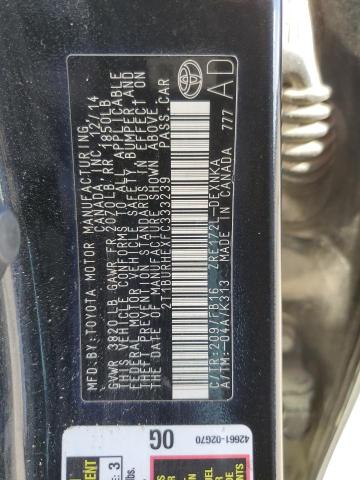 MFD.BY:TOYOTA MOTOR MANUFACTURING
CANADA, INC. 12/14
GVWR 3820LB GAWR FR 2070LB RR 1850LB
THIS VEHICLE CONFORMS TO ALL APPLICABLE
FEDERAL MOTOR VEHICLE SAFETY, BUMPER, AND
THEFT PREVENTION STANDARDS IN EFFECT ON
THE DATE OF MANUFACTURE SHOWN ABOVE.
2T1BURHEXFC333239 PASS.CAR
C/TR:209/FB16 ZRE172L-DEXNKA
A/TM:-04A/K313 MADE IN CANADA 777
AD
42661-02G70
0G
3